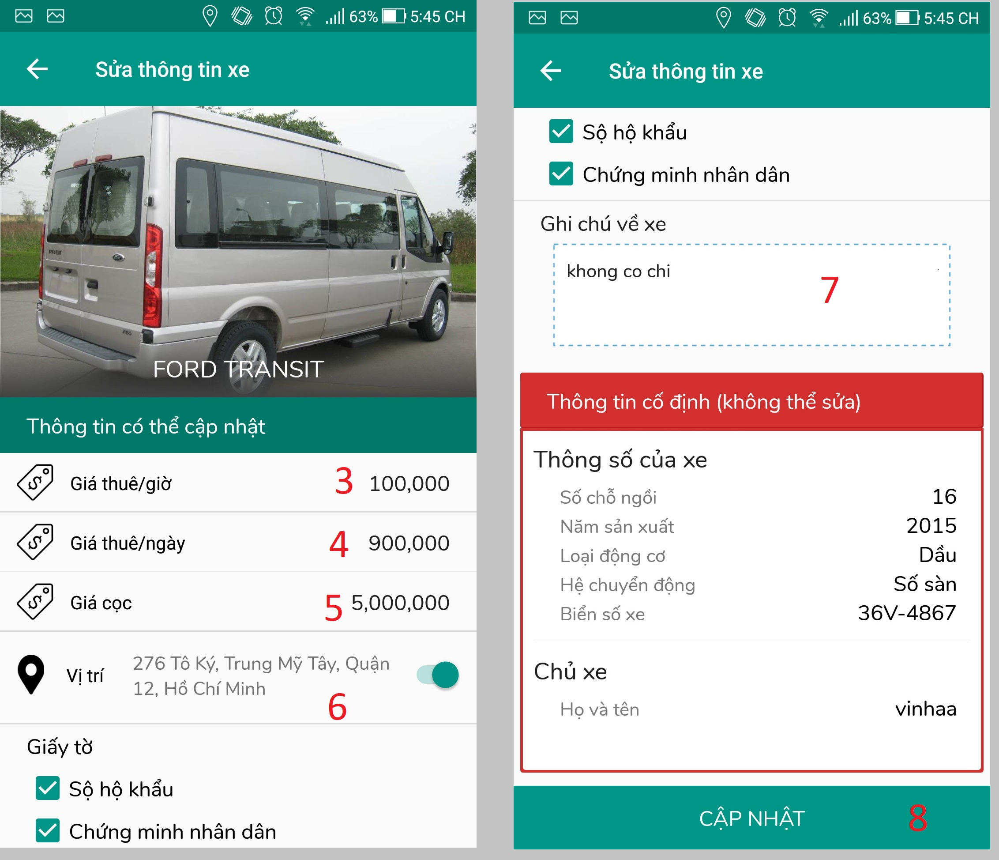 63% 5:45 CH
Sửa thông tin xe
TRANSIT
FORD TRANSIT
Thông tin có thể cập nhật
Giá thuê/giờ 3 100,000
Giá thuê/ngày 4 900,000
Giá cọc 5 5,000,000
Vị trí 276 Tô Ký, Trung Mỹ Tây, Quận
12, Hồ Chí Minh
6
Giấy tờ
Sộ hộ khẩu
Chứng minh nhân dân
63% 5:45 CH
Sửa thông tin xe
Sộ hộ khẩu
Chứng minh nhân dân
Ghi chú về xe
khong co chi
7
Thông tin cố định (không thể sửa)
Thông số của xe
Số chỗ ngồi 16
Năm sản xuất 2015
Loại động cơ Dầu
Hệ chuyển động Số sàn
Biển số xe 36V-4867
Chủ xe
Họ và tên vinhaa
CẬP NHẬT 8